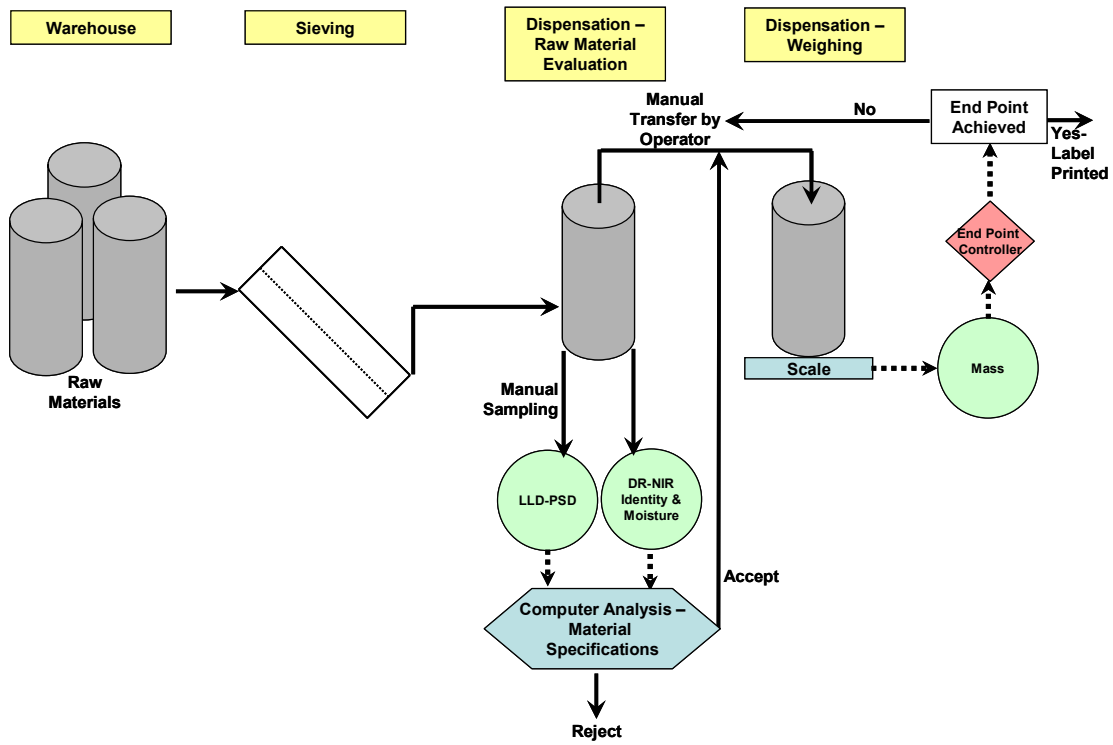 Warehouse
Sieving
Dispensation –
Raw Material
Evaluation
Dispensation –
Weighing
Manual
Transfer by
Operator
No
End Point
Achieved
Yes-
Label
Printed
End Point
Controller
Raw
Materials
Scale
Mass
Manual
Sampling
LLD-PSD
DR-NIR
Identity &
Moisture
Accept
Computer Analysis –
Material
Specifications
Reject